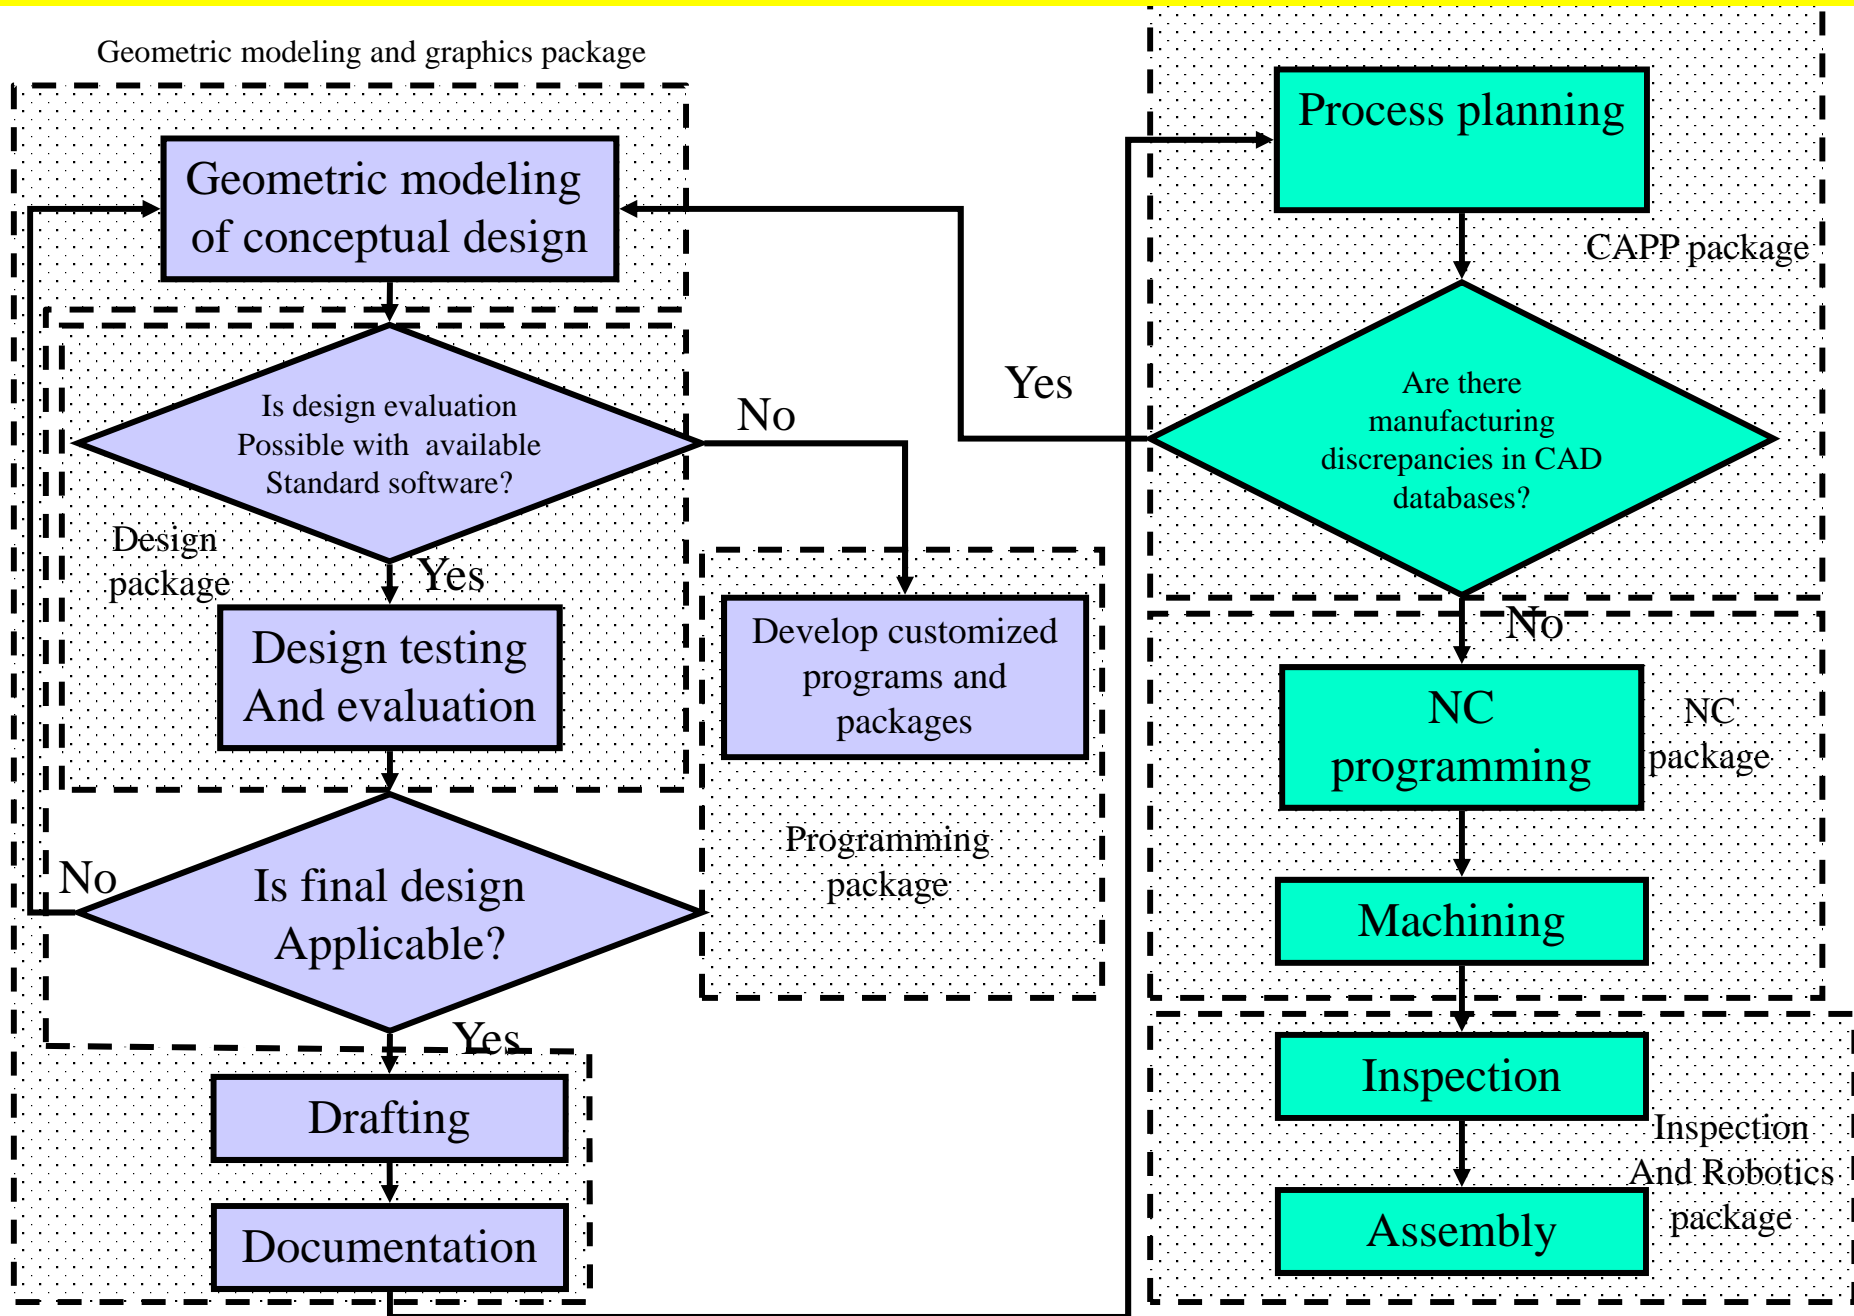 Geometric modeling and graphics package
Geometric modeling
of conceptual design
Is design evaluation
Possible with available
Standard software?
No
Design
package
Yes
Design testing
And evaluation
Develop customized
programs and
packages
Programming
package
No
Is final design
Applicable?
Yes
Drafting
Documentation
Process planning
CAPP package
Yes
Are there
manufacturing
discrepancies in CAD
databases?
No
NC
programming
NC
package
Machining
Inspection
Inspection
And Robotics
package
Assembly